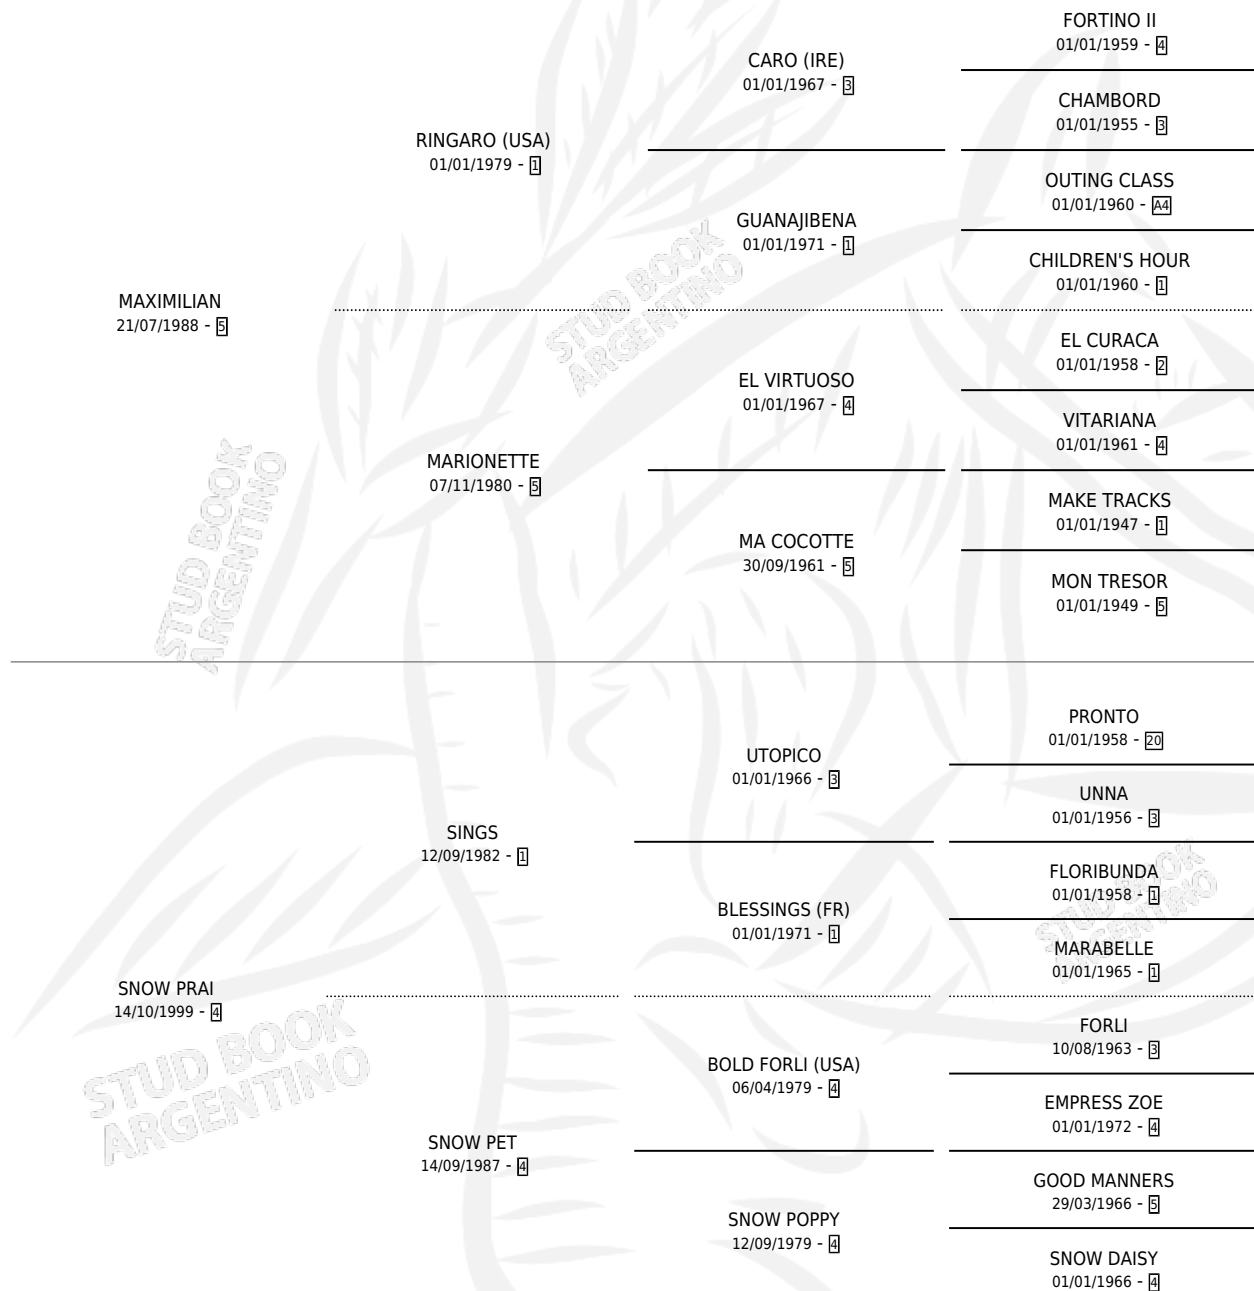 FORTINO II
01/01/1959 - 4
CARO (IRE)
01/01/1967 - 3
CHAMBORD
01/01/1955 - 3
RINGARO (USA)
01/01/1979 - 1
OUTING CLASS
01/01/1960 - A4
GUANAJIBENA
01/01/1971 - 1
CHILDREN'S HOUR
01/01/1960 - 1
MAXIMILIAN
21/07/1988 - 5
EL CURACA
01/01/1958 - 2
EL VIRTUOSO
01/01/1967 - 4
VITARIANA
01/01/1961 - 4
MARIONETTE
07/11/1980 - 5
MAKE TRACKS
01/01/1947 - 1
MA COCOTTE
30/09/1961 - 5
MON TRESOR
01/01/1949 - 5
PRONTO
01/01/1958 - 20
UTOPICO
01/01/1966 - 3
UNNA
01/01/1956 - 3
SINGS
12/09/1982 - 1
FLORIBUNDA
01/01/1958 - 1
BLESSINGS (FR)
01/01/1971 - 1
MARABELLE
01/01/1965 - 1
SNOW PRAI
14/10/1999 - 4
FORLI
10/08/1963 - 3
BOLD FORLI (USA)
06/04/1979 - 4
EMPRESS ZOE
01/01/1972 - 4
SNOW PET
14/09/1987 - 4
GOOD MANNERS
29/03/1966 - 5
SNOW POPPY
12/09/1979 - 4
SNOW DAISY
01/01/1966 - 4
STUD BOOK
ARGENTINO
STUD BOOK
ARGENTINO
STUD BOOK
ARGENTINO
STUD BOOK
ARGENTINO